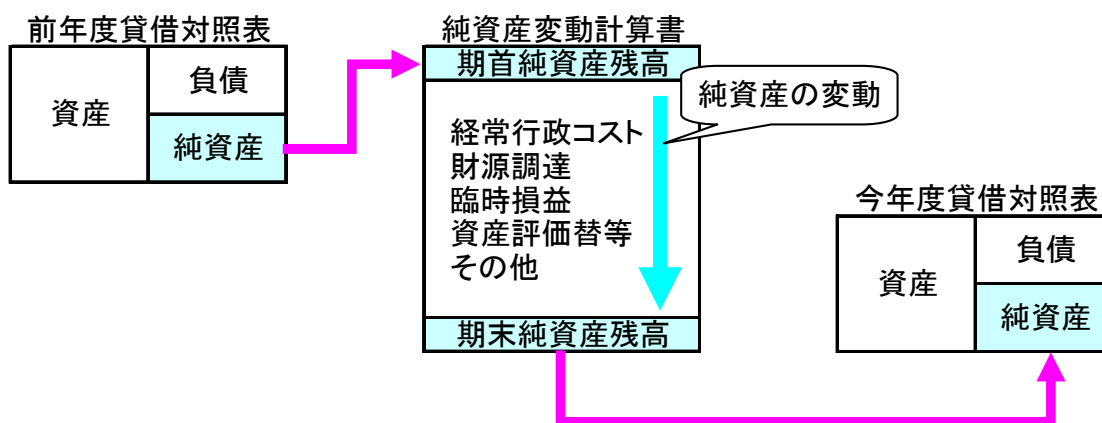 前年度貸借対照表
資産
負債
純資産
純資産変動計算書
期首純資産残高
純資産の変動
経常行政コスト
財源調達
臨時損益
資産評価替等
その他
期末純資産残高
今年度貸借対照表
資産
負債
純資産